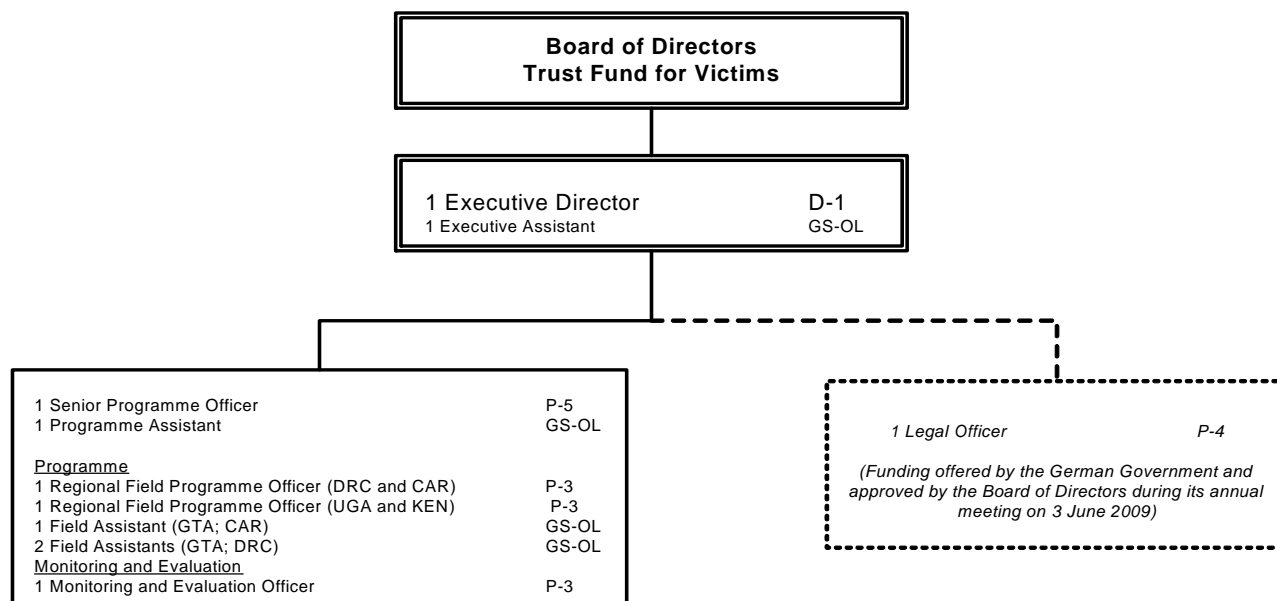 Board of Directors
Trust Fund for Victims
1 Executive Director D-1
1 Executive Assistant GS-OL
1 Senior Programme Officer P-5
1 Programme Assistant GS-OL
Programme
1 Regional Field Programme Officer (DRC and CAR) P-3
1 Regional Field Programme Officer (UGA and KEN) P-3
1 Field Assistant (GTA; CAR) GS-OL
2 Field Assistants (GTA; DRC) GS-OL
Monitoring and Evaluation
1 Monitoring and Evaluation Officer P-3
1 Legal Officer P-4
(Funding offered by the German Government and
approved by the Board of Directors during its annual
meeting on 3 June 2009)